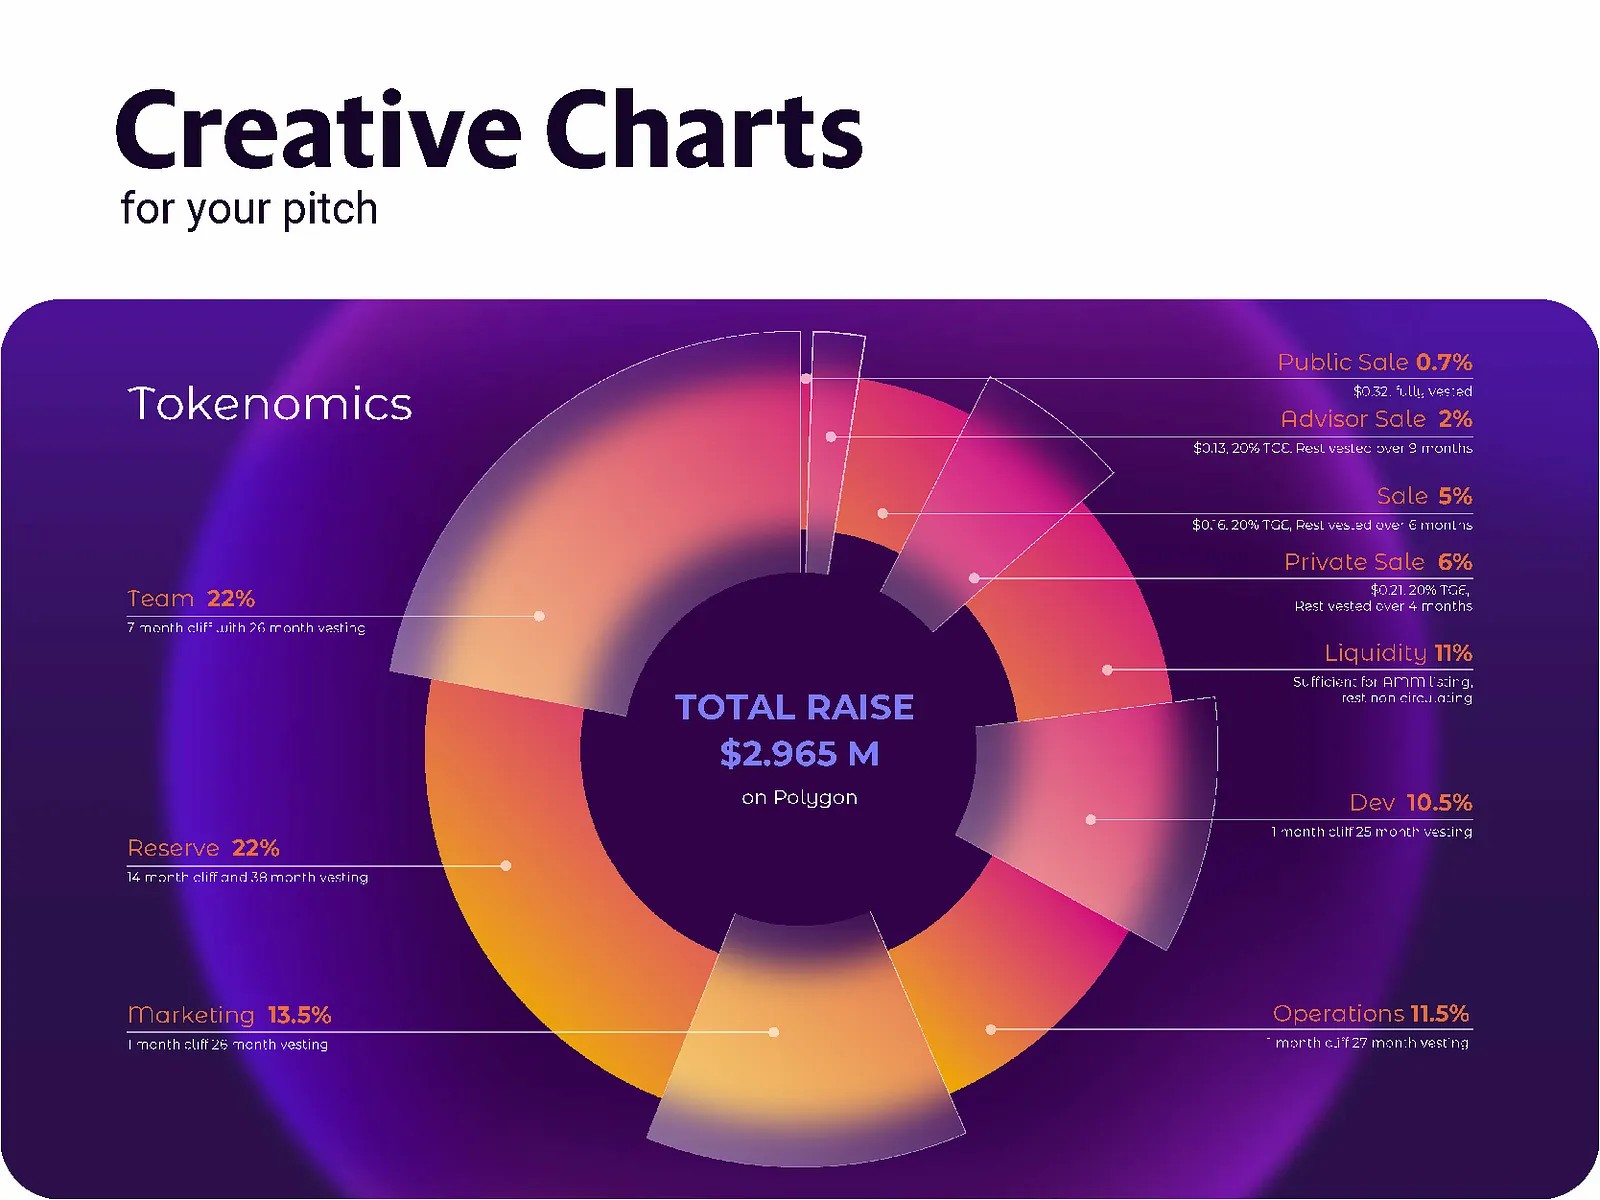 Creative Charts
for your pitch
Tokenomics
Team 22%
7 month cliff with 26 month vesting
Reserve 22%
14 month cliff and 38 month vesting
Marketing 13.5%
1 month cliff 26 month vesting
TOTAL RAISE
$2.965 M
on Polygon
Public Sale 0.7%
$0.32, fully vested
Advisor Sale 2%
$0.13, 20% TGE, Rest vested over 9 months
Sale 5%
$0.16, 20% TGE, Rest vested over 6 months
Private Sale 6%
$0.21, 20% TGE,
Rest vested over 4 months
Liquidity 11%
Sufficient for AMM listing,
rest non circulating
Dev 10.5%
1 month cliff 25 month vesting
Operations 11.5%
1 month cliff 27 month vesting